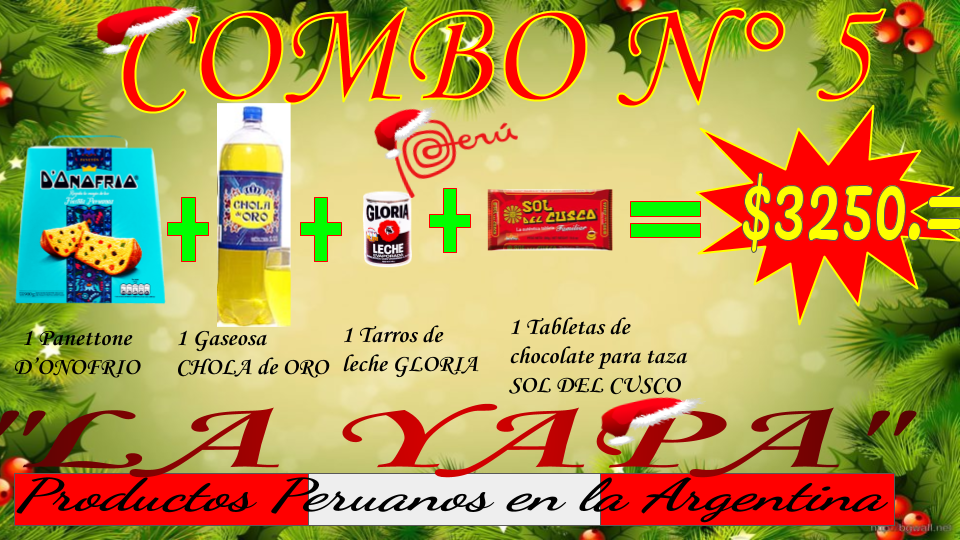 COMBO N° 5
Perú
D'ONOFRIO
CHOLA
de ORO
GLORIA
LECHE
EVAPORADA
SOL
DEL CUSCO
Familiar
$3250.=
1 Panettone
D'ONOFRIO
1 Gaseosa
CHOLA de ORO
1 Tarros de
leche GLORIA
1 Tabletas de
chocolate para taza
SOL DEL CUSCO
"LA YAPA"
Productos Peruanos en la Argentina